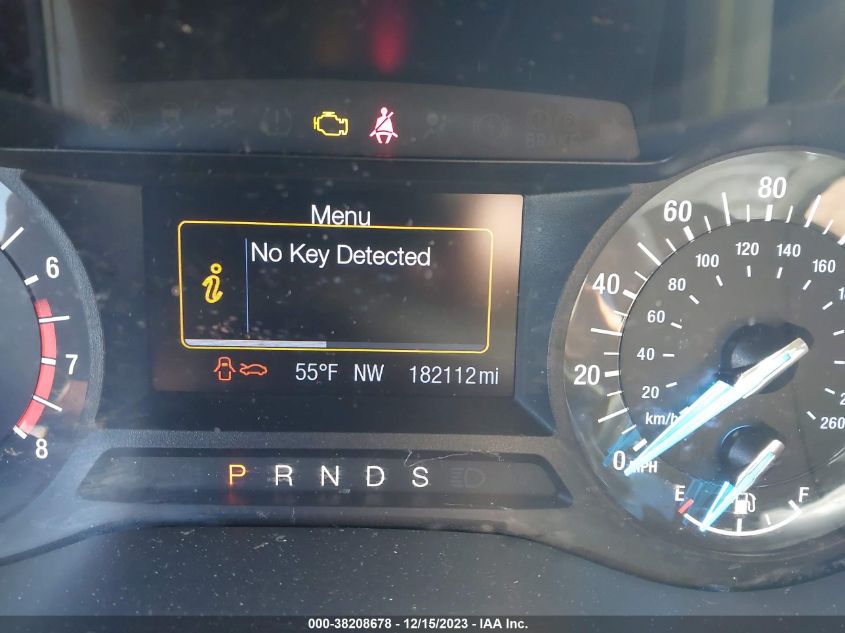 BRAKE
Menu
No Key Detected
55°F NW 182112mi
P R N D S
6
7
8
0 20 40 60 80
MPH
20 40 60 80 100 120 140 160
260
km/h
E F
000-38208678 - 12/15/2023 - IAA Inc.